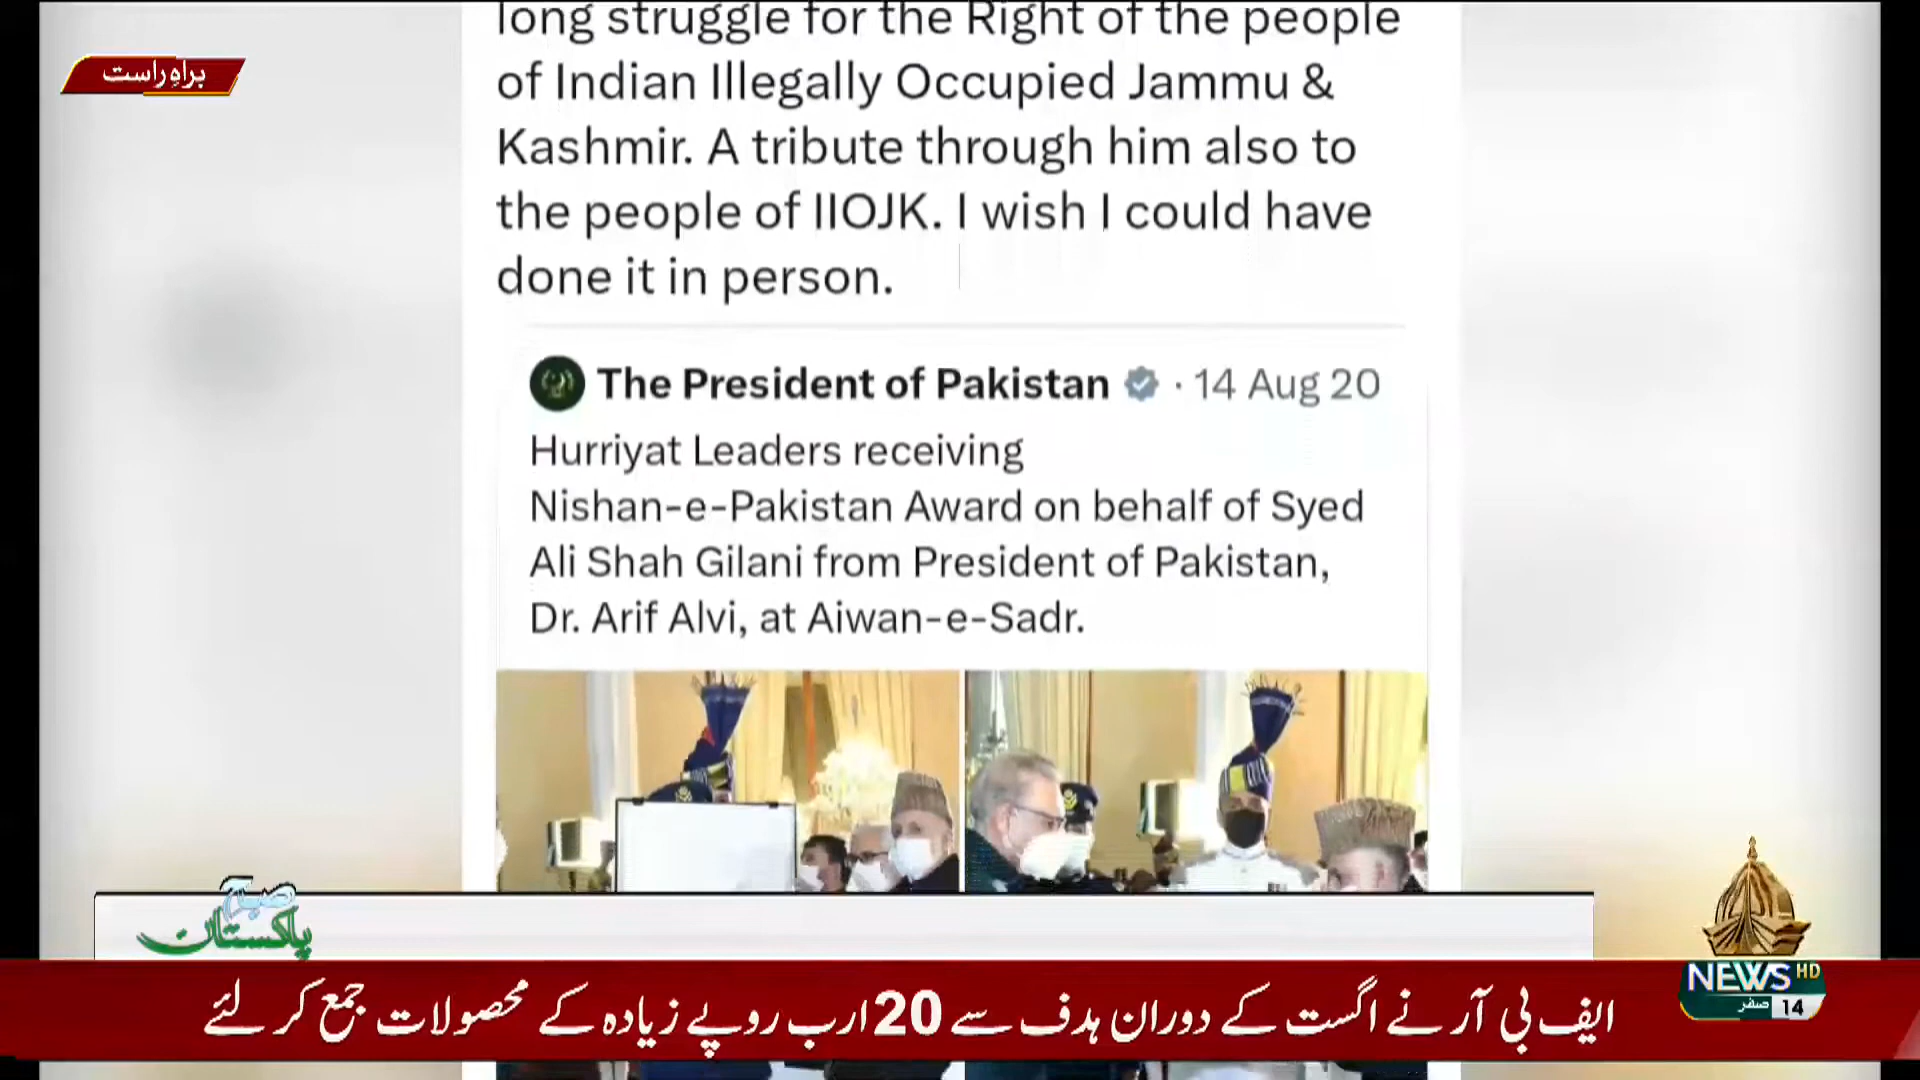 براہِ راست
long struggle for the Right of the people
of Indian Illegally Occupied Jammu &
Kashmir. A tribute through him also to
the people of IIOJK. I wish I could have
done it in person.
The President of Pakistan · 14 Aug 20
Hurriyat Leaders receiving
Nishan-e-Pakistan Award on behalf of Syed
Ali Shah Gilani from President of Pakistan,
Dr. Arif Alvi, at Aiwan-e-Sadr.
صبح
پاکستان
ایف بی آر نے اگست کے دوران ہدف سے 20 ارب روپے زیادہ کے محصولات جمع کر لئے
NEWS HD
14 صفر